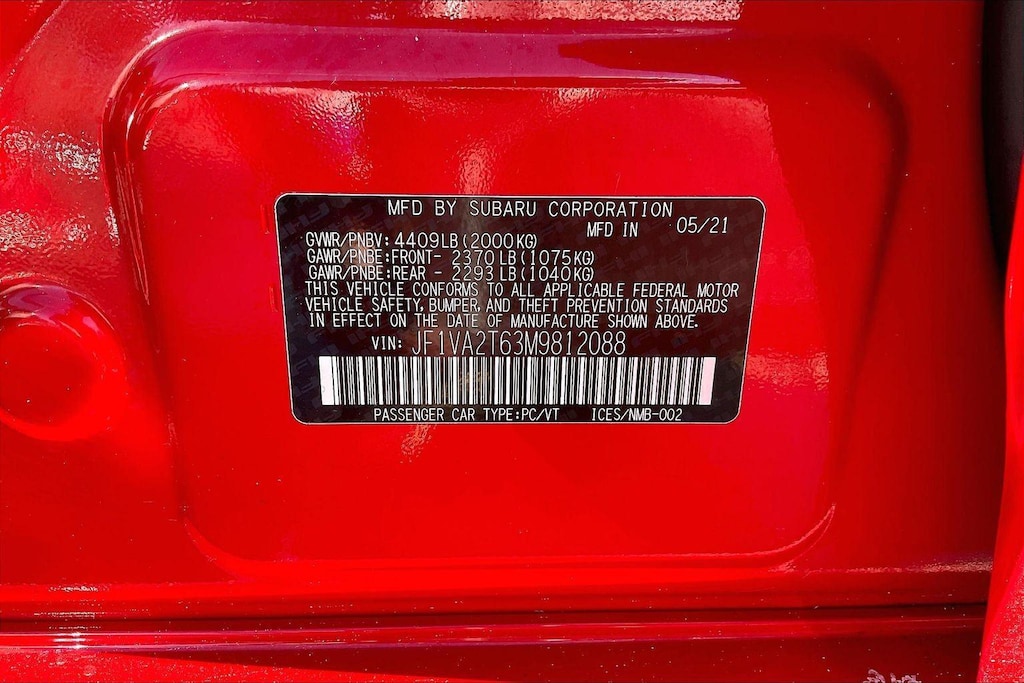 MFD BY SUBARU CORPORATION
MFD IN 05/21
GVWR/PNBV: 4409LB(2000KG)
GAWR/PNBE:FRONT- 2370LB(1075KG)
GAWR/PNBE:REAR - 2293LB(1040KG)
THIS VEHICLE CONFORMS TO ALL APPLICABLE FEDERAL MOTOR
VEHICLE SAFETY, BUMPER, AND THEFT PREVENTION STANDARDS
IN EFFECT ON THE DATE OF MANUFACTURE SHOWN ABOVE.
VIN: JF1VA2T63M9812088
PASSENGER CAR TYPE:PC/VT ICES/NMB-002